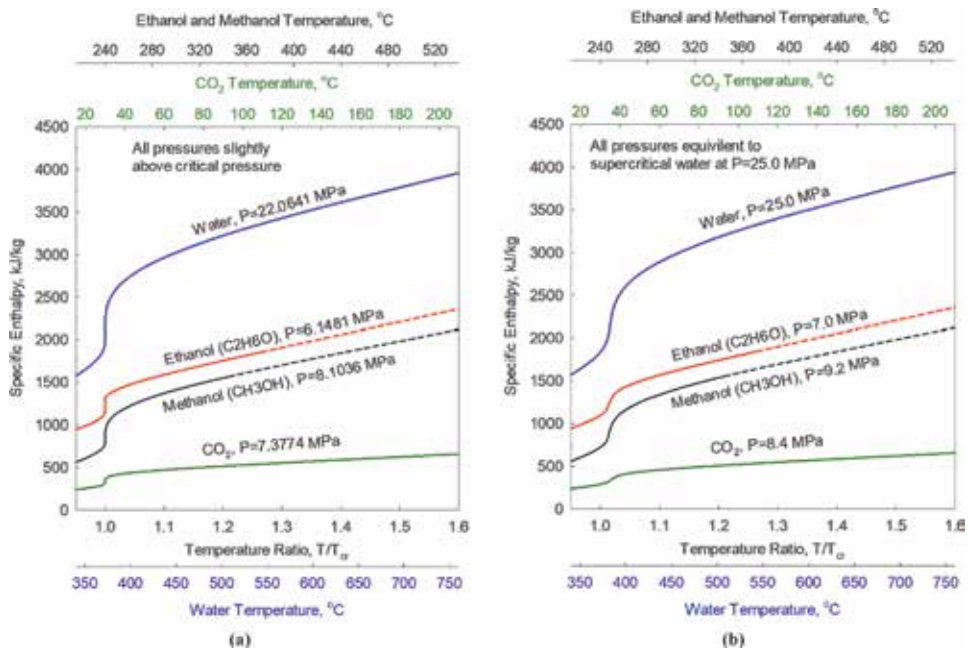 Ethanol and Methanol Temperature, °C
240 280 320 360 400 440 480 520
CO2 Temperature, °C
20 40 60 80 100 120 140 160 180 200
4500
4000
3500
3000
2500
2000
1500
1000
500
0
Specific Enthalpy, kJ/kg
All pressures slightly
above critical pressure
Water, P=22.0641 MPa
Ethanol (C2H6O), P=6.1481 MPa
Methanol (CH3OH), P=8.1036 MPa
CO2, P=7.3774 MPa
1.0 1.1 1.2 1.3 1.4 1.5 1.6
Temperature Ratio, T/Tcr
350 400 450 500 550 600 650 700 750
Water Temperature, °C
(a)
Ethanol and Methanol Temperature, °C
240 280 320 360 400 440 480 520
CO2 Temperature, °C
20 40 60 80 100 120 140 160 180 200
4500
4000
3500
3000
2500
2000
1500
1000
500
0
Specific Enthalpy, kJ/kg
All pressures equivilent to
supercritical water at P=25.0 MPa
Water, P=25.0 MPa
Ethanol (C2H6O), P=7.0 MPa
Methanol (CH3OH), P=9.2 MPa
CO2, P=8.4 MPa
1.0 1.1 1.2 1.3 1.4 1.5 1.6
Temperature Ratio, T/Tcr
350 400 450 500 550 600 650 700 750
Water Temperature, °C
(b)